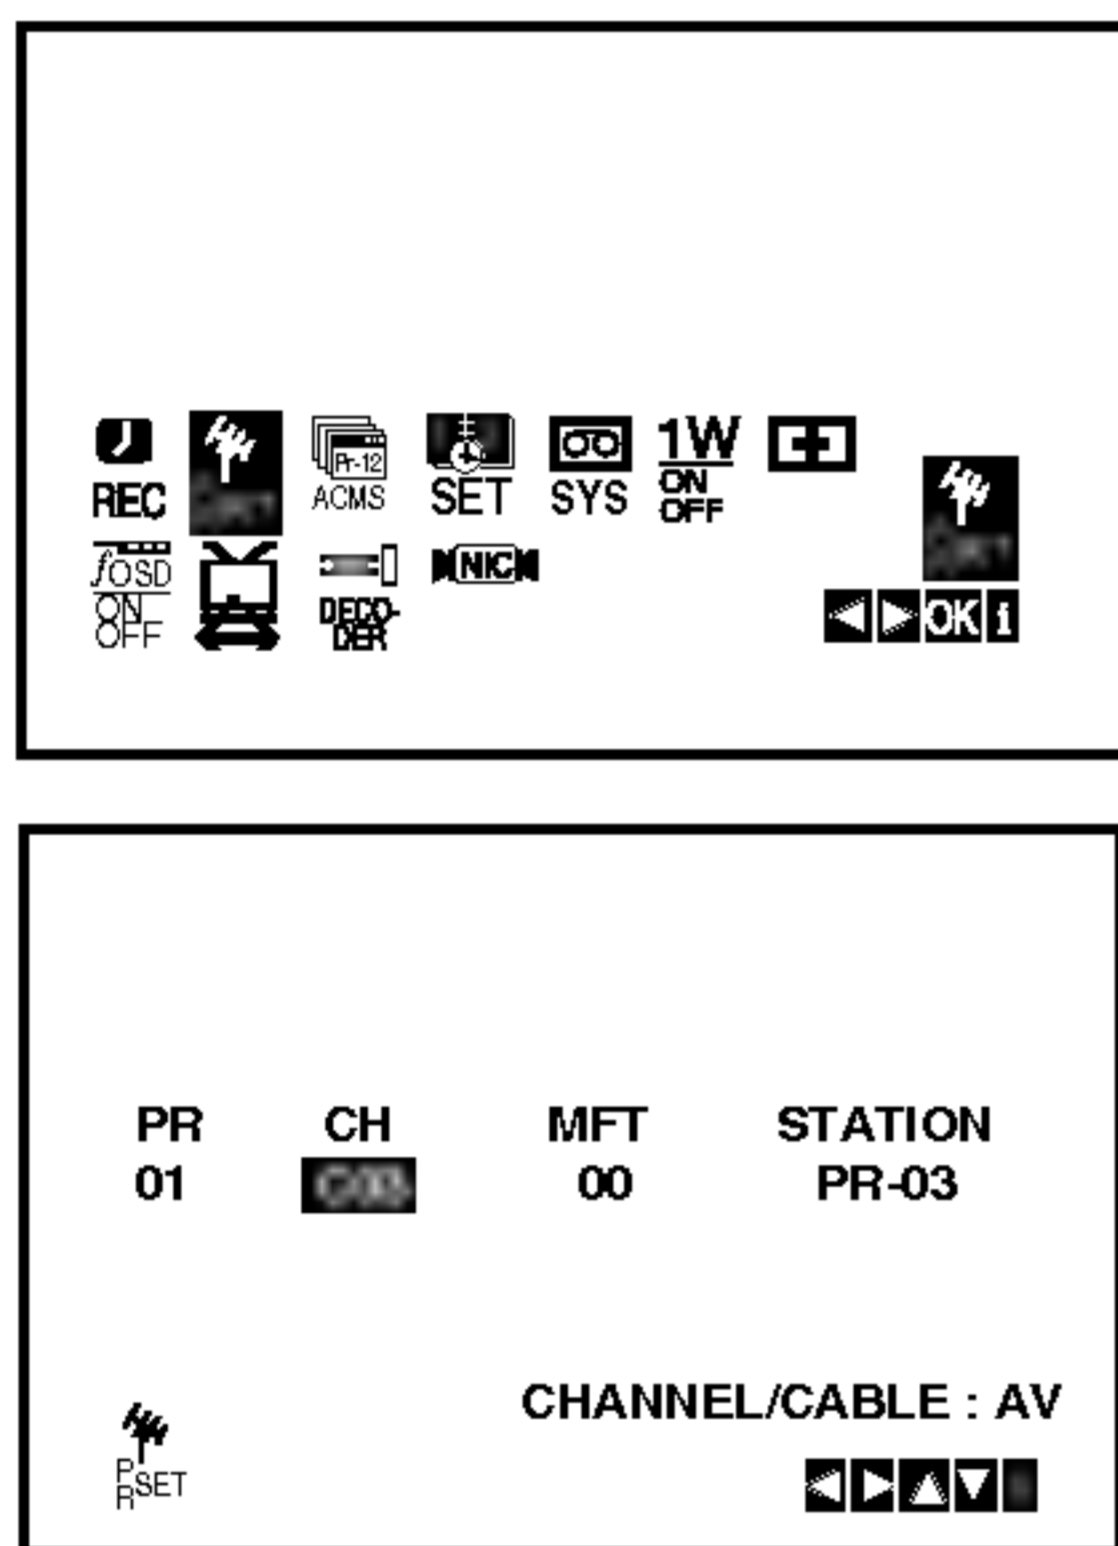 REC
ACMS
Pr-12
SET
SYS
1W
ON
OFF
fOSD
ON
OFF
DECO-
DER
NIC
OK i
PR CH MFT STATION
01 00 PR-03
CHANNEL/CABLE : AV
PR SET